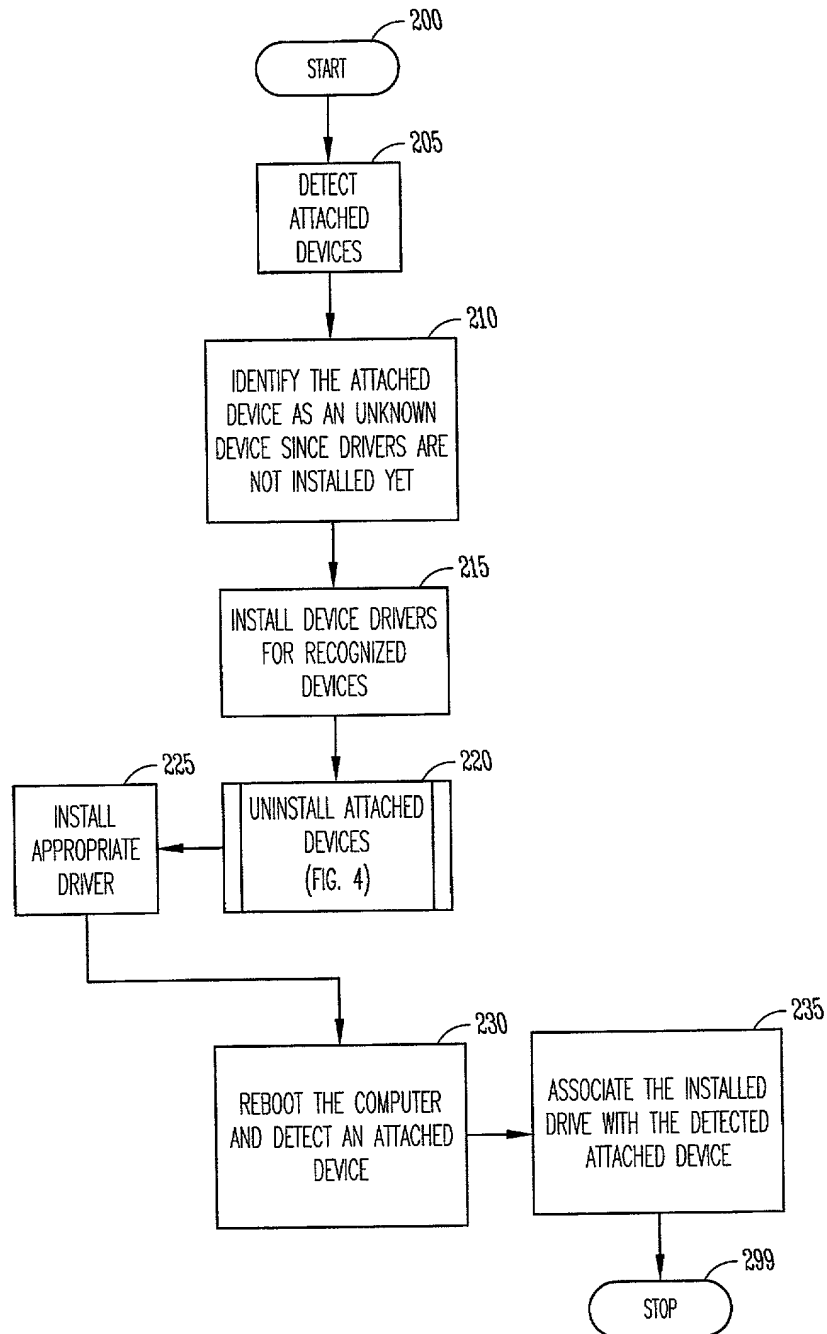 200
START
205
DETECT
ATTACHED
DEVICES
210
IDENTIFY THE ATTACHED
DEVICE AS AN UNKNOWN
DEVICE SINCE DRIVERS ARE
NOT INSTALLED YET
215
INSTALL DEVICE DRIVERS
FOR RECOGNIZED
DEVICES
220
UNINSTALL ATTACHED
DEVICES
(FIG. 4)
225
INSTALL
APPROPRIATE
DRIVER
230
REBOOT THE COMPUTER
AND DETECT AN ATTACHED
DEVICE
235
ASSOCIATE THE INSTALLED
DRIVE WITH THE DETECTED
ATTACHED DEVICE
299
STOP